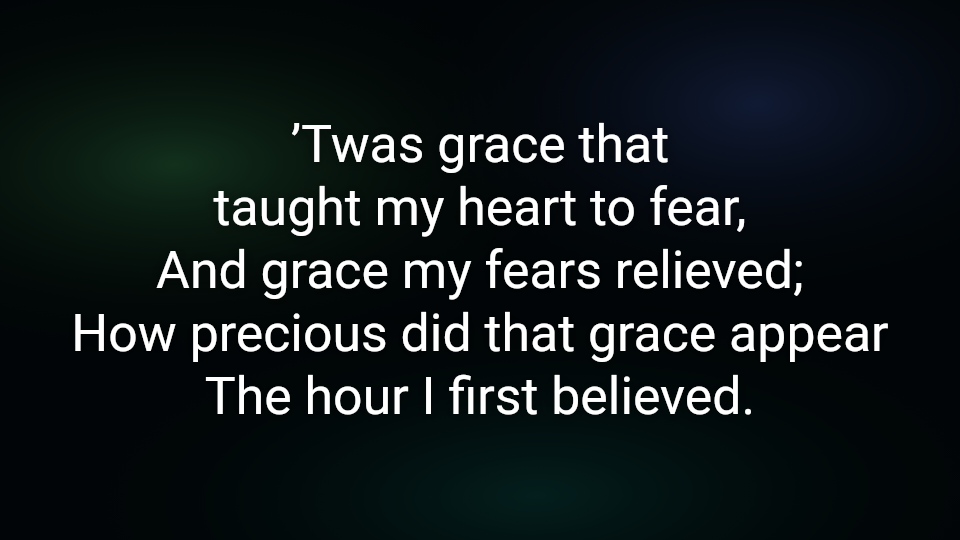 ’Twas grace that
taught my heart to fear,
And grace my fears relieved;
How precious did that grace appear
The hour I first believed.